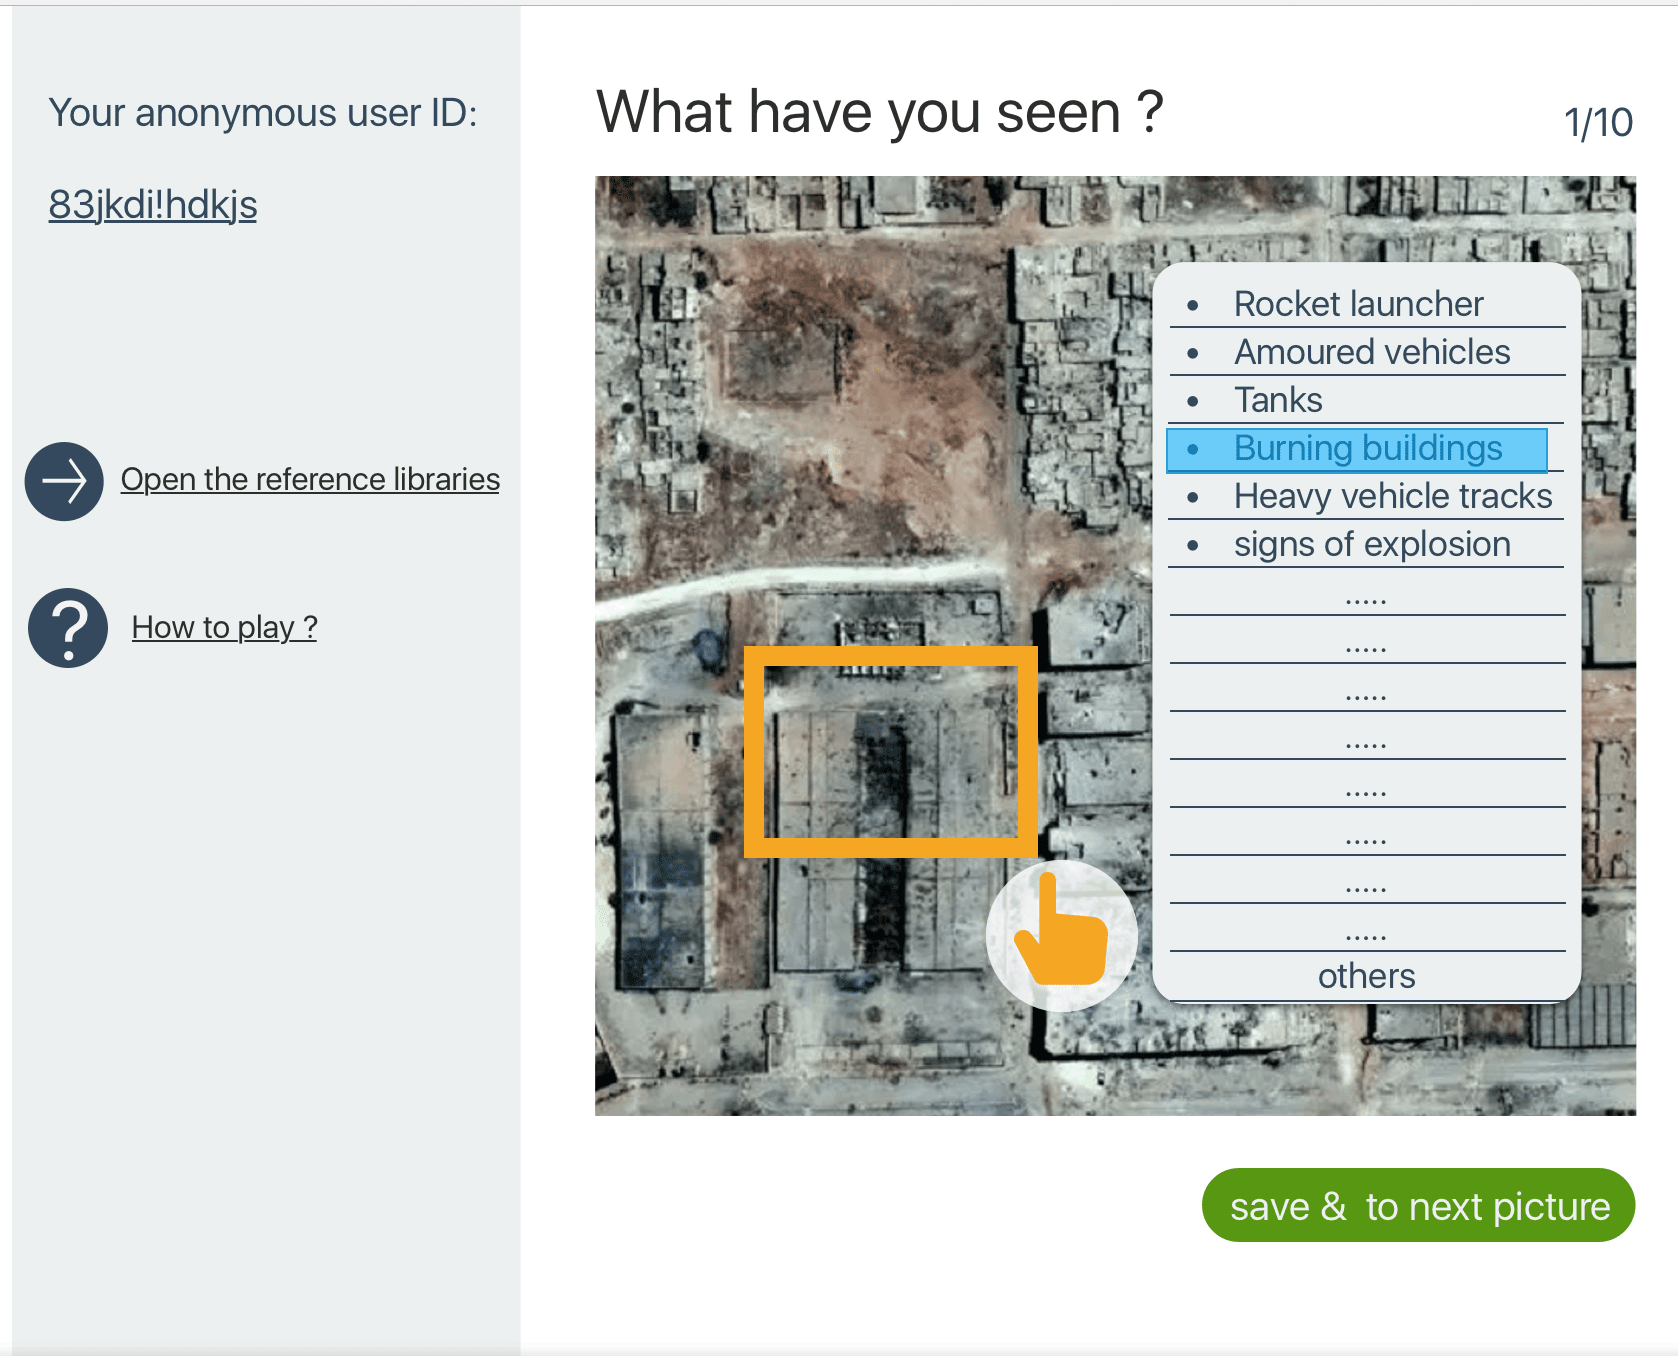 Your anonymous user ID:
83jkdi!hdkjs
Open the reference libraries
?
How to play ?
What have you seen ?
1/10
• Rocket launcher
• Amoured vehicles
• Tanks
• Burning buildings
• Heavy vehicle tracks
• signs of explosion
.....
.....
.....
.....
.....
.....
.....
.....
others
save &  to next picture